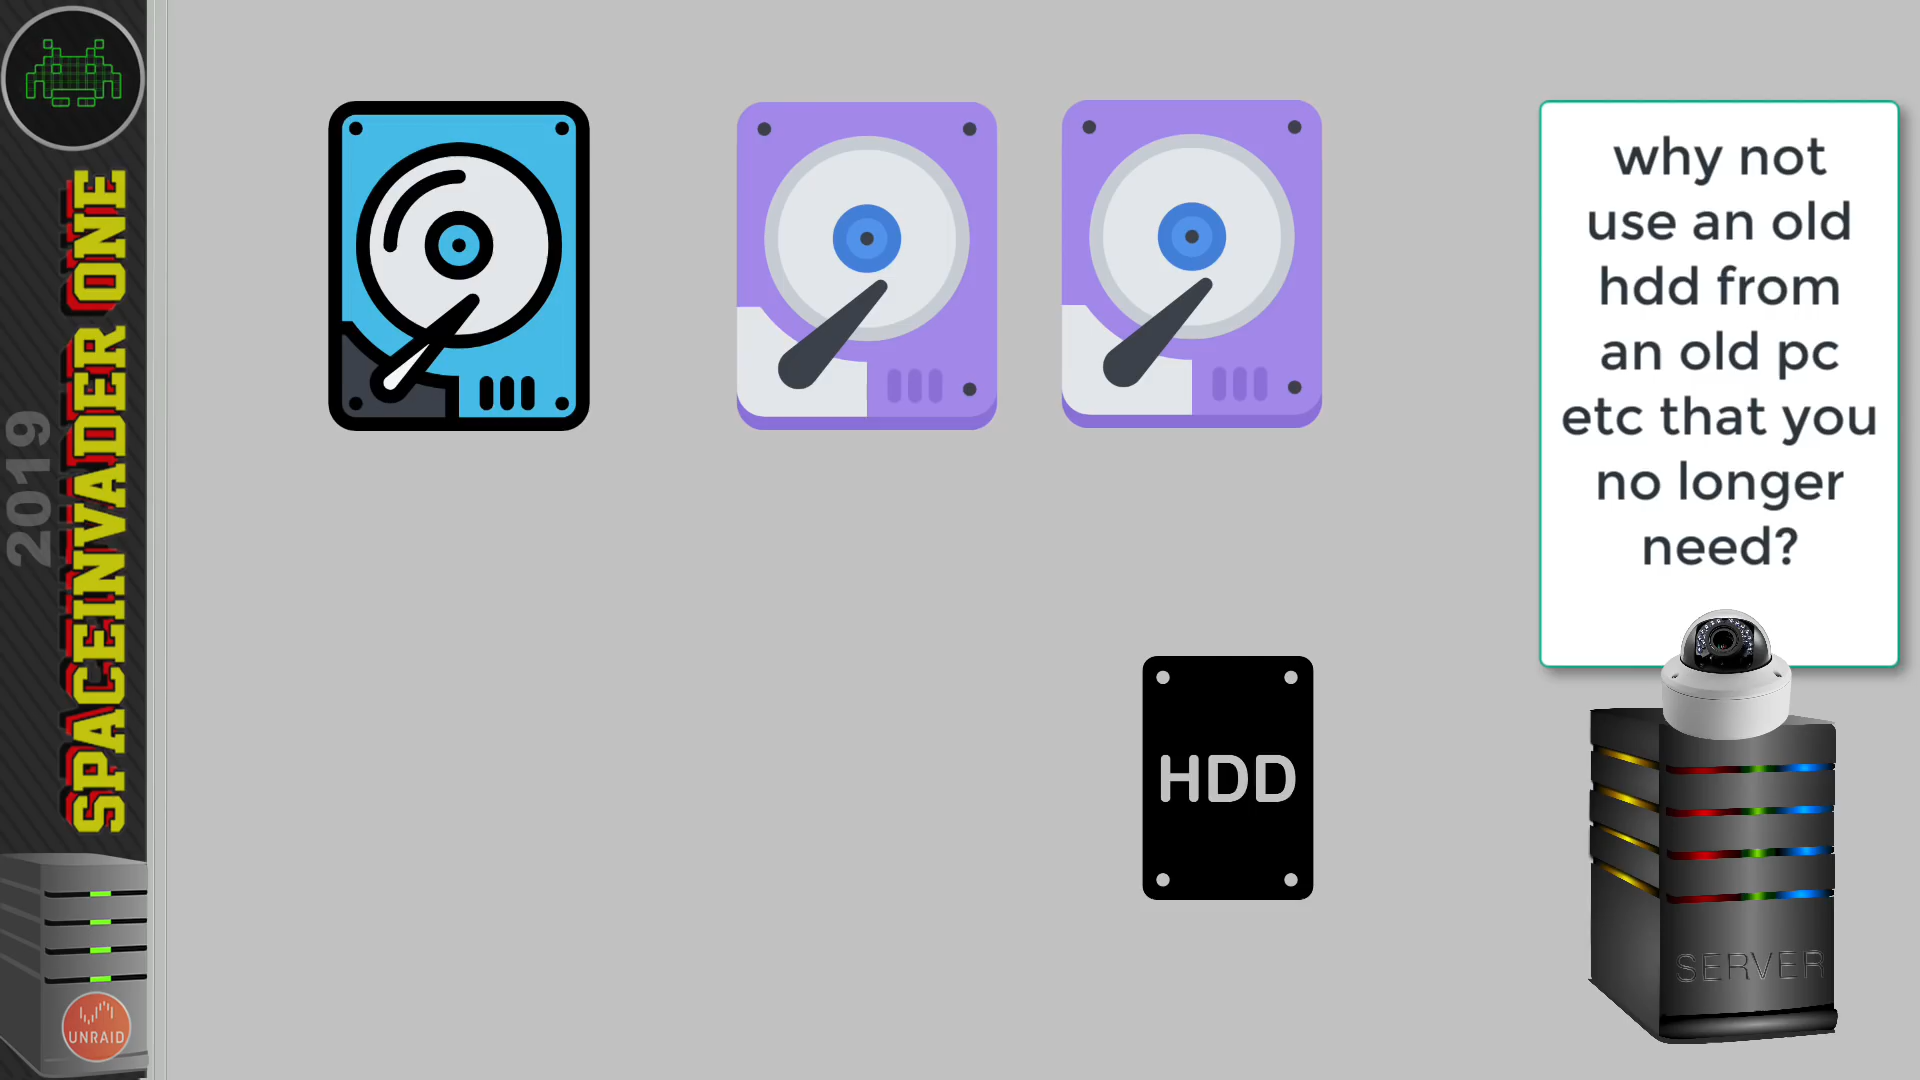 2019
SPACEINVADER ONE
UNRAID
why not
use an old
hdd from
an old pc
etc that you
no longer
need?
HDD
SERVER